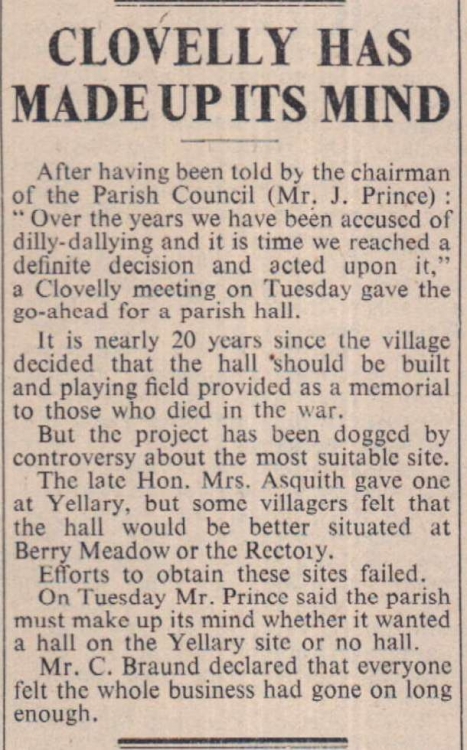 CLOVELLY HAS
MADE UP ITS MIND
After having been told by the chairman
of the Parish Council (Mr. J. Prince) :
" Over the years we have been accused of
dilly-dallying and it is time we reached a
definite decision and acted upon it,"
a Clovelly meeting on Tuesday gave the
go-ahead for a parish hall.
It is nearly 20 years since the village
decided that the hall should be built
and playing field provided as a memorial
to those who died in the war.
But the project has been dogged by
controversy about the most suitable site.
The late Hon. Mrs. Asquith gave one
at Yellary, but some villagers felt that
the hall would be better situated at
Berry Meadow or the Rectory.
Efforts to obtain these sites failed.
On Tuesday Mr. Prince said the parish
must make up its mind whether it wanted
a hall on the Yellary site or no hall.
Mr. C. Braund declared that everyone
felt the whole business had gone on long
enough.